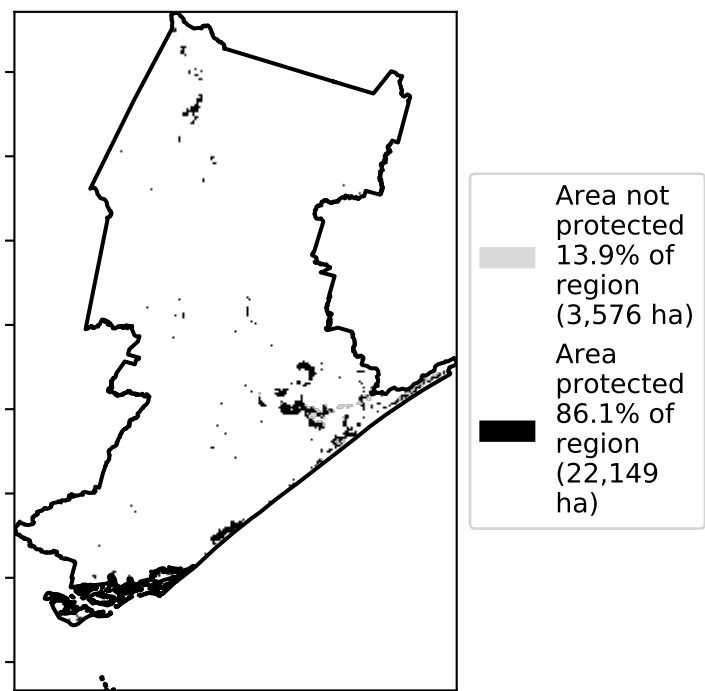 Area not
protected
13.9% of
region
(3,576 ha)
Area
protected
86.1% of
region
(22,149
ha)